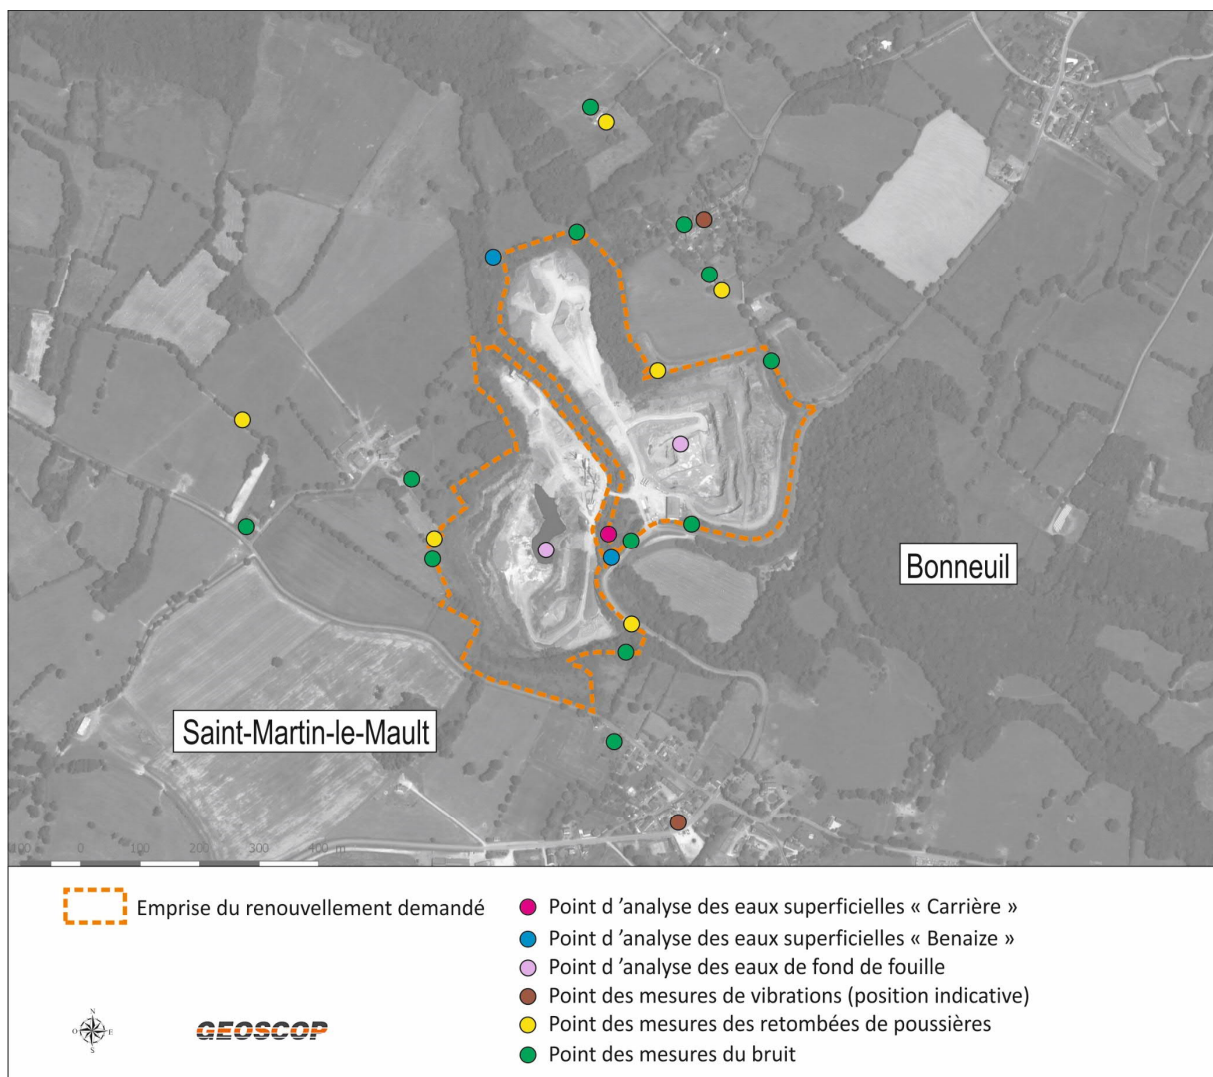 Bonneuil
Saint-Martin-le-Mault
100 0 100 200 300 400 m
Emprise du renouvellement demandé
Point d ’analyse des eaux superficielles « Carrière »
Point d ’analyse des eaux superficielles « Benaize »
Point d ’analyse des eaux de fond de fouille
Point des mesures de vibrations (position indicative)
Point des mesures des retombées de poussières
Point des mesures du bruit
N
O E
S
GEOSCOP